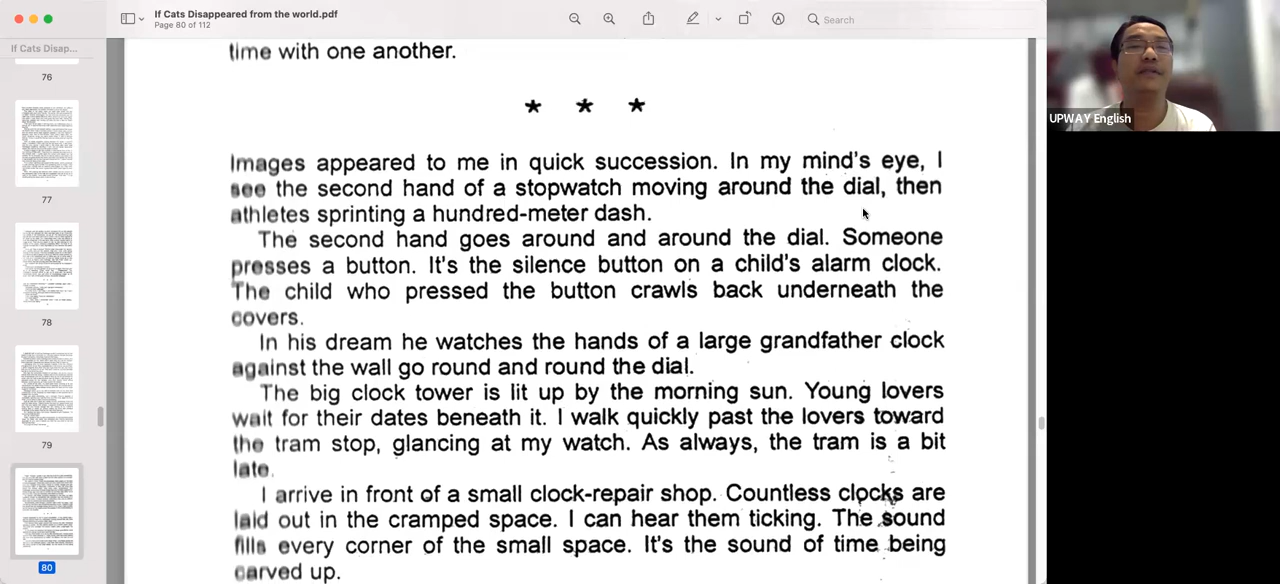 If Cats Disappeared from the world.pdf
Page 80 of 112
Search
If Cats Disap...
76
77
78
79
80
time with one another.
* * *
Images appeared to me in quick succession. In my mind's eye, I
see the second hand of a stopwatch moving around the dial, then
athletes sprinting a hundred-meter dash.
The second hand goes around and around the dial. Someone
presses a button. It's the silence button on a child's alarm clock.
The child who pressed the button crawls back underneath the
covers.
In his dream he watches the hands of a large grandfather clock
against the wall go round and round the dial.
The big clock tower is lit up by the morning sun. Young lovers
wait for their dates beneath it. I walk quickly past the lovers toward
the tram stop, glancing at my watch. As always, the tram is a bit
late.
I arrive in front of a small clock-repair shop. Countless clocks are
laid out in the cramped space. I can hear them ticking. The sound
fills every corner of the small space. It's the sound of time being
carved up.
UPWAY English